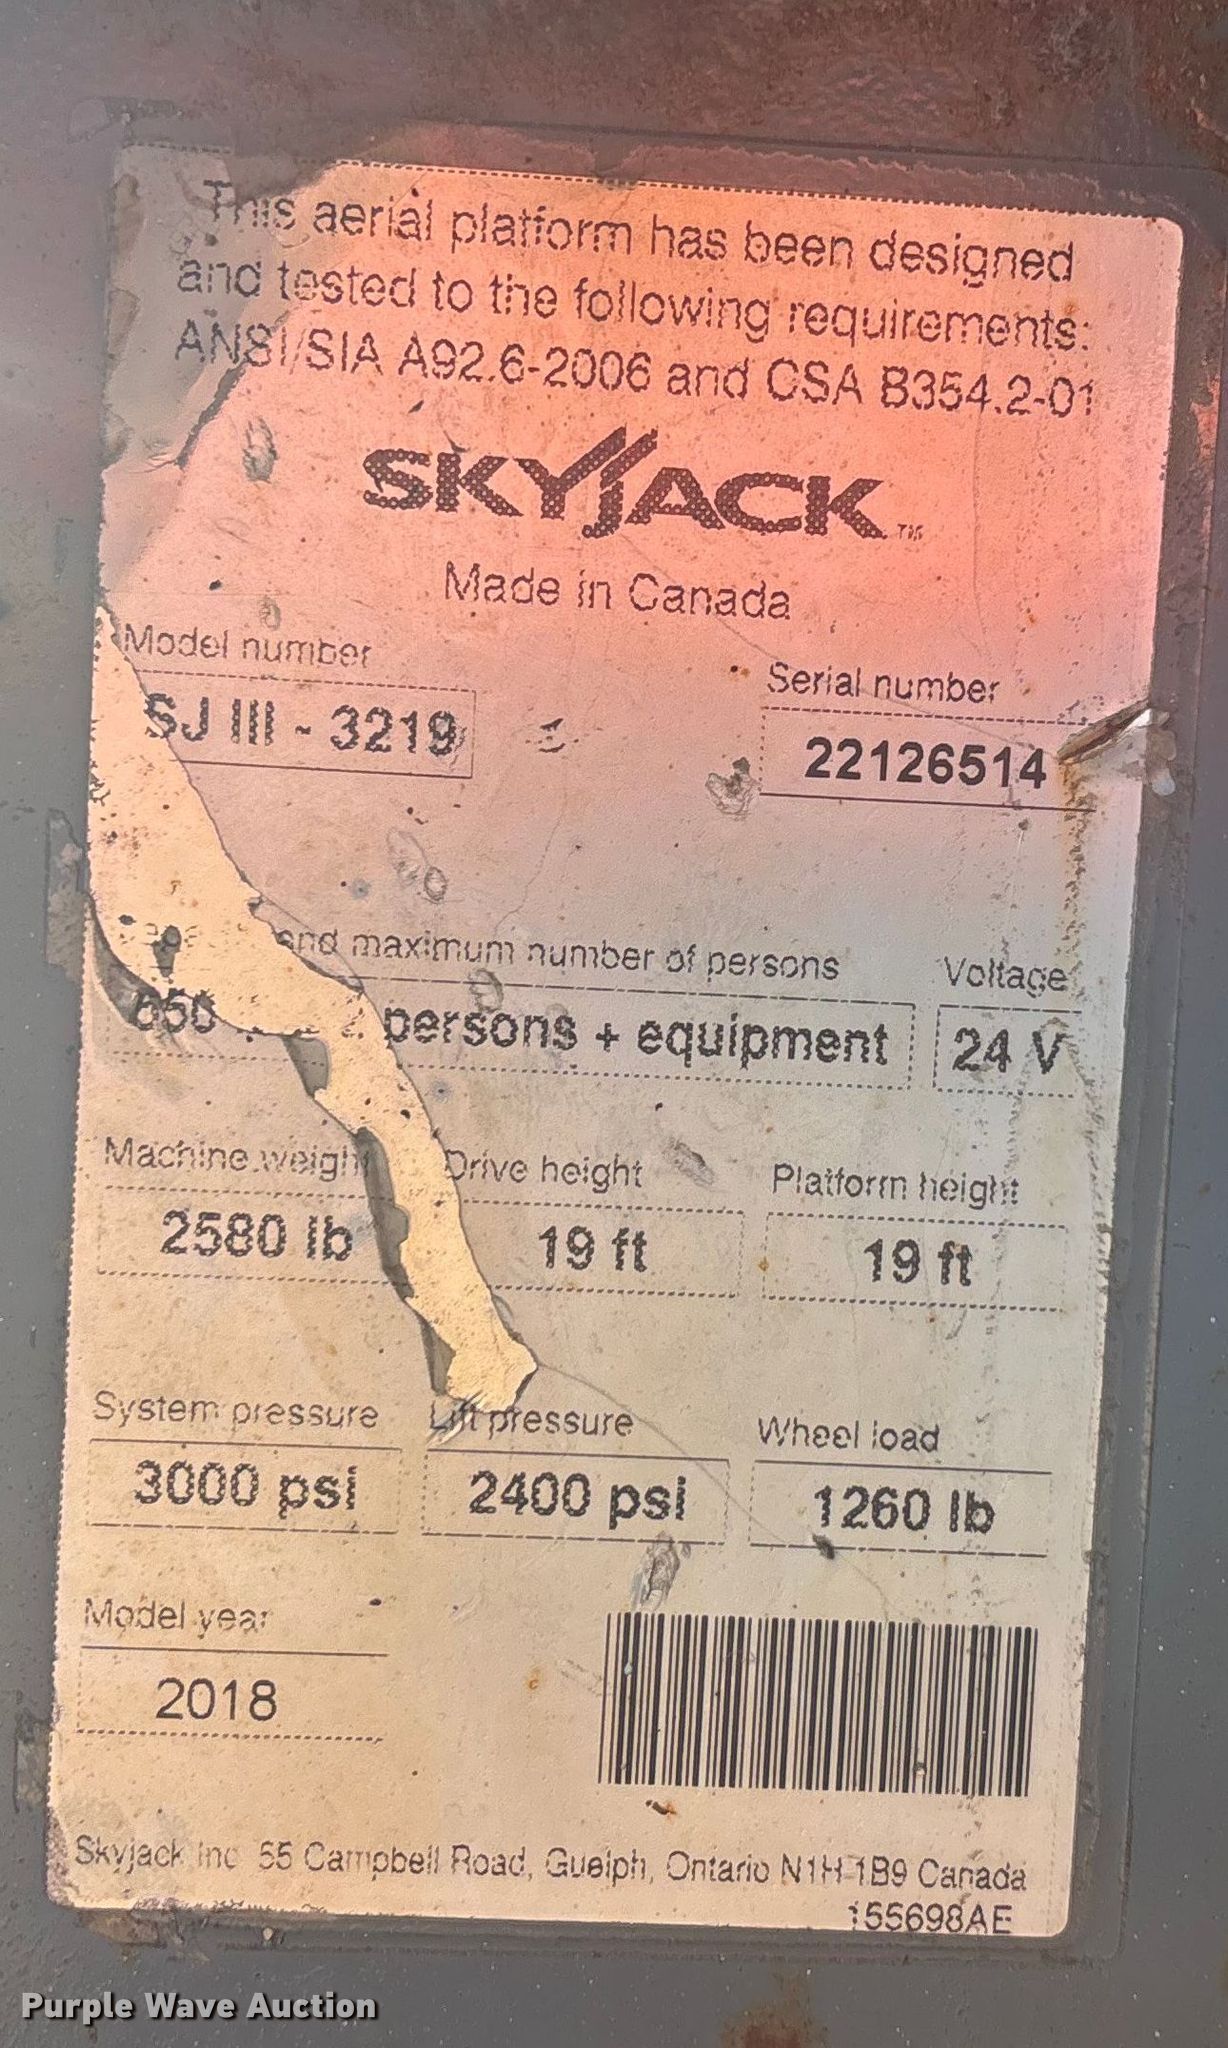 This aerial platform has been designed
and tested to the following requirements:
ANSI/SIA A92.6-2006 and CSA B354.2-01
SKYJACK™
Made in Canada
Model number
Serial number
SJ III - 3219
22126514
and maximum number of persons
Voltage
650 2 persons + equipment
24 V
Machine weight
Drive height
Platform height
2580 lb
19 ft
19 ft
System pressure
Lift pressure
Wheel load
3000 psi
2400 psi
1260 lb
Model year
2018
Skyjack Inc. 55 Campbell Road, Guelph, Ontario N1H 1B9 Canada
155698AE
Purple Wave Auction